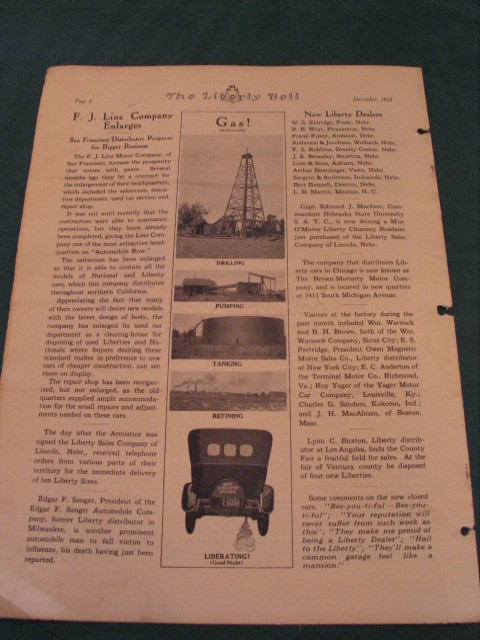 Page 8
The Liberty Bell
December, 1918
F. J. Linz Company
Enlarges
San Francisco Distributor Prepares
for Bigger Business
The F. J. Linz Motor Company, of
San Francisco, foresaw the prosperity
that comes with peace. Several
months ago they let a contract for
the enlargement of their headquarters,
which included the salesroom, execu-
tive department, used car section and
repair shop.
It was not until recently that the
contractors were able to commence
operations, but they have already
been completed, giving the Linz Com-
pany one of the most attractive head-
quarters on "Automobile Row."
The salesroom has been enlarged
so that it is able to contain all the
models of National and Liberty
cars, which this company distributes
throughout northern California.
Appreciating the fact that many
of their owners will desire new models
with the latest design of body, the
company has enlarged its used car
department as a clearing-house for
disposing of used Liberties and Na-
tionals where buyers desiring these
standard makes in preference to new
cars of cheaper construction, can see
them on display.
The repair shop has been reorgan-
ized, but not enlarged, as the old
quarters supplied ample accommoda-
tion for the small repairs and adjust-
ments needed on these cars.
The day after the Armistice was
signed the Liberty Sales Company of
Lincoln, Nebr., received telephone
orders from various parts of their
territory for the immediate delivery
of ten Liberty Sixes.
Edgar F. Sanger, President of the
Edgar F. Sanger Automobile Com-
pany, former Liberty distributor in
Milwaukee, is another prominent
automobile man to fall victim to
influenza, his death having just been
reported.
Gas!
DRILLING
PUMPING
TANKING
REFINING
LIBERATING!
(Good Night)
New Liberty Dealers
W. S. Eldridge, Poole, Nebr.
B. B. Wort, Pleasanton, Nebr.
Frank Fisher, Amherst, Nebr.
Anderson & Jacobson, Wolbach, Nebr.
F. S. Robbins, Greeley Center, Nebr.
J. E. Bromley, Stratton, Nebr.
Linn & Sons, Auburn, Nebr.
Arthur Bentzinger, Vesta, Nebr.
Sargent & Anderson, Indianola, Nebr.
Bert Hunnell, Denton, Nebr.
L. H. Martin, Maxton, N. C.
Capt. Edmond J. MacIvor, Com-
mandant Nebraska State University
S. A. T. C., is now driving a Mist
O'Maroz Liberty Chummy Roadster
just purchased of the Liberty Sales
Company of Lincoln, Nebr.
The company that distributes Lib-
erty cars in Chicago is now known as
The Brown-Moriarty Motor Com-
pany, and is located in new quarters
at 2415 South Michigan Avenue.
Visitors at the factory during the
past month included Wm. Warnock
and B. H. Brown, both of the Wm.
Warnock Company, Sioux City; E. S.
Partridge, President Owen Magnetic
Motor Sales Co., Liberty distributor
at New York City; E. C. Anderton of
the Terminal Motor Co., Richmond,
Va.; Roy Yager of the Yager Motor
Car Company, Louisville, Ky.;
Charles G. Sanders, Kokomo, Ind.;
and J. H. MacAlman, of Boston,
Mass.
Lynn C. Buxton, Liberty distrib-
utor at Los Angeles, finds the County
Fair a fruitful field for sales. At the
fair of Ventura county he disposed
of four new Liberties.
Some comments on the new closed
cars. "Bee-you-ti-ful—Bee-you-
ti-ful"; "Your reputation will
never suffer from such work as
this"; "They make me proud of
being a Liberty Dealer"; "Hail
to the Liberty"; "They'll make a
common garage feel like a
mansion."